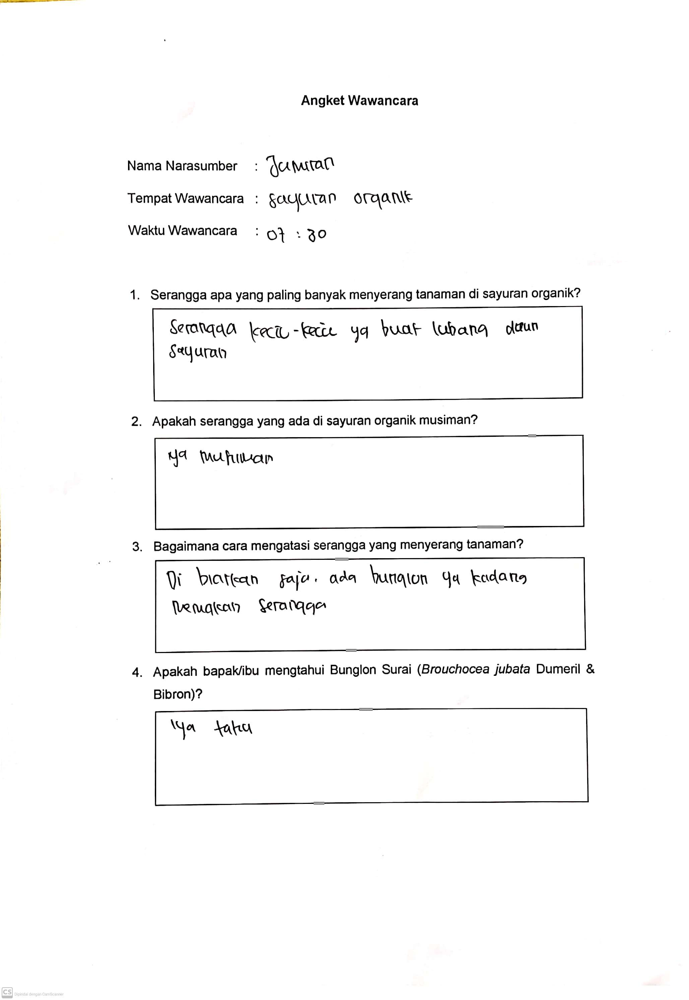 Angket Wawancara
Nama Narasumber :
Tempat Wawancara : sayuran organik
Waktu Wawancara : 07 : 30
1. Serangga apa yang paling banyak menyerang tanaman di sayuran organik?
Serangga kecil-kecil yg buat lubang daun
sayuran
2. Apakah serangga yang ada di sayuran organik musiman?
ya musiman
3. Bagaimana cara mengatasi serangga yang menyerang tanaman?
Di biarkan saja. ada bunglon yg kadang
memakan serangga
4. Apakah bapak/ibu mengtahui Bunglon Surai (Brouchocea jubata Dumeril &
Bibron)?
Iya tahu
CS Dipindai dengan CamScanner